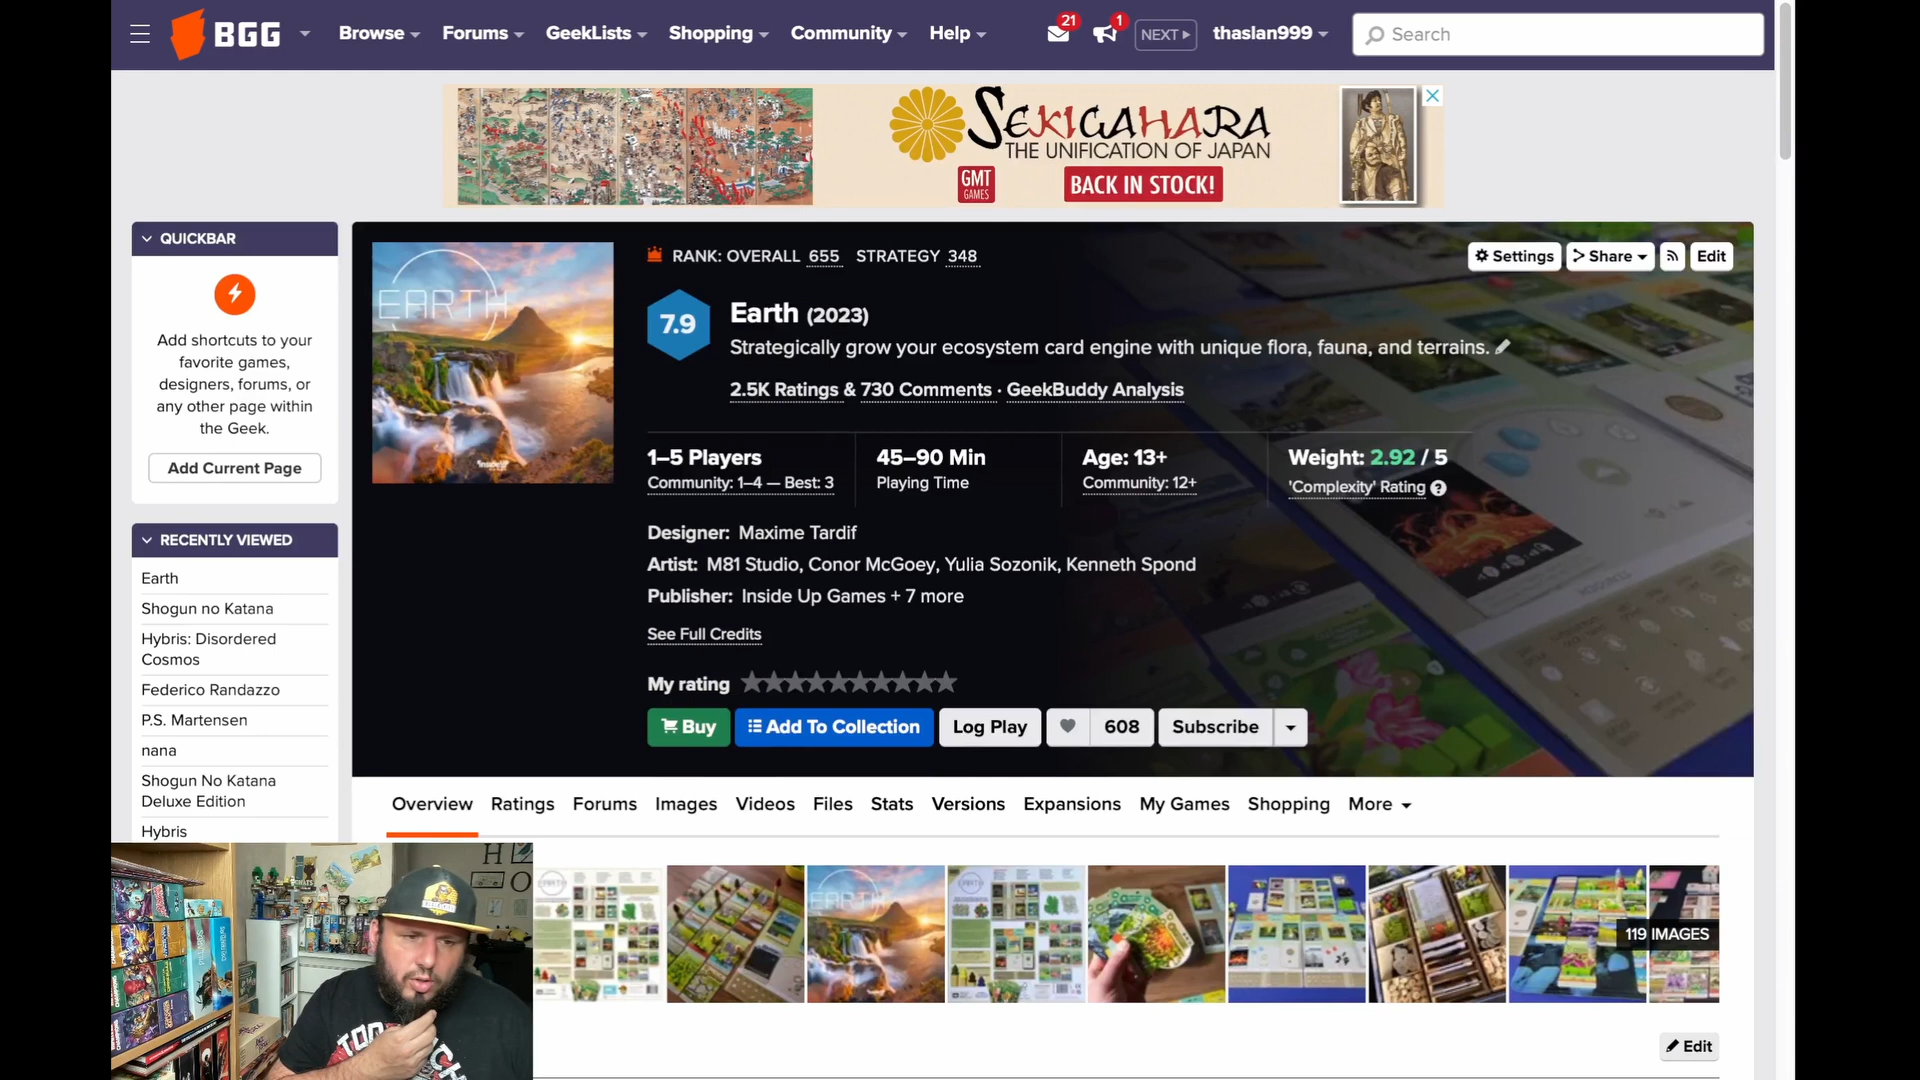 BGG
Browse
Forums
GeekLists
Shopping
Community
Help
21
1
NEXT
thaslan999
Search
SEKIGAHARA
THE UNIFICATION OF JAPAN
GMT
GAMES
BACK IN STOCK!
QUICKBAR
Add shortcuts to your
favorite games,
designers, forums, or
any other page within
the Geek.
Add Current Page
RECENTLY VIEWED
Earth
Shogun no Katana
Hybris: Disordered
Cosmos
Federico Randazzo
P.S. Martensen
nana
Shogun No Katana
Deluxe Edition
Hybris
EARTH
RANK: OVERALL 655 STRATEGY 348
Settings
Share
Edit
7.9
Earth (2023)
Strategically grow your ecosystem card engine with unique flora, fauna, and terrains.
2.5K Ratings & 730 Comments · GeekBuddy Analysis
1–5 Players
Community: 1–4 — Best: 3
45–90 Min
Playing Time
Age: 13+
Community: 12+
Weight: 2.92 / 5
'Complexity' Rating
Designer: Maxime Tardif
Artist: M81 Studio, Conor McGoey, Yulia Sozonik, Kenneth Spond
Publisher: Inside Up Games + 7 more
See Full Credits
My rating
Buy
Add To Collection
Log Play
608
Subscribe
Overview
Ratings
Forums
Images
Videos
Files
Stats
Versions
Expansions
My Games
Shopping
More
EARTH
EARTH
EARTH
119 IMAGES
Edit